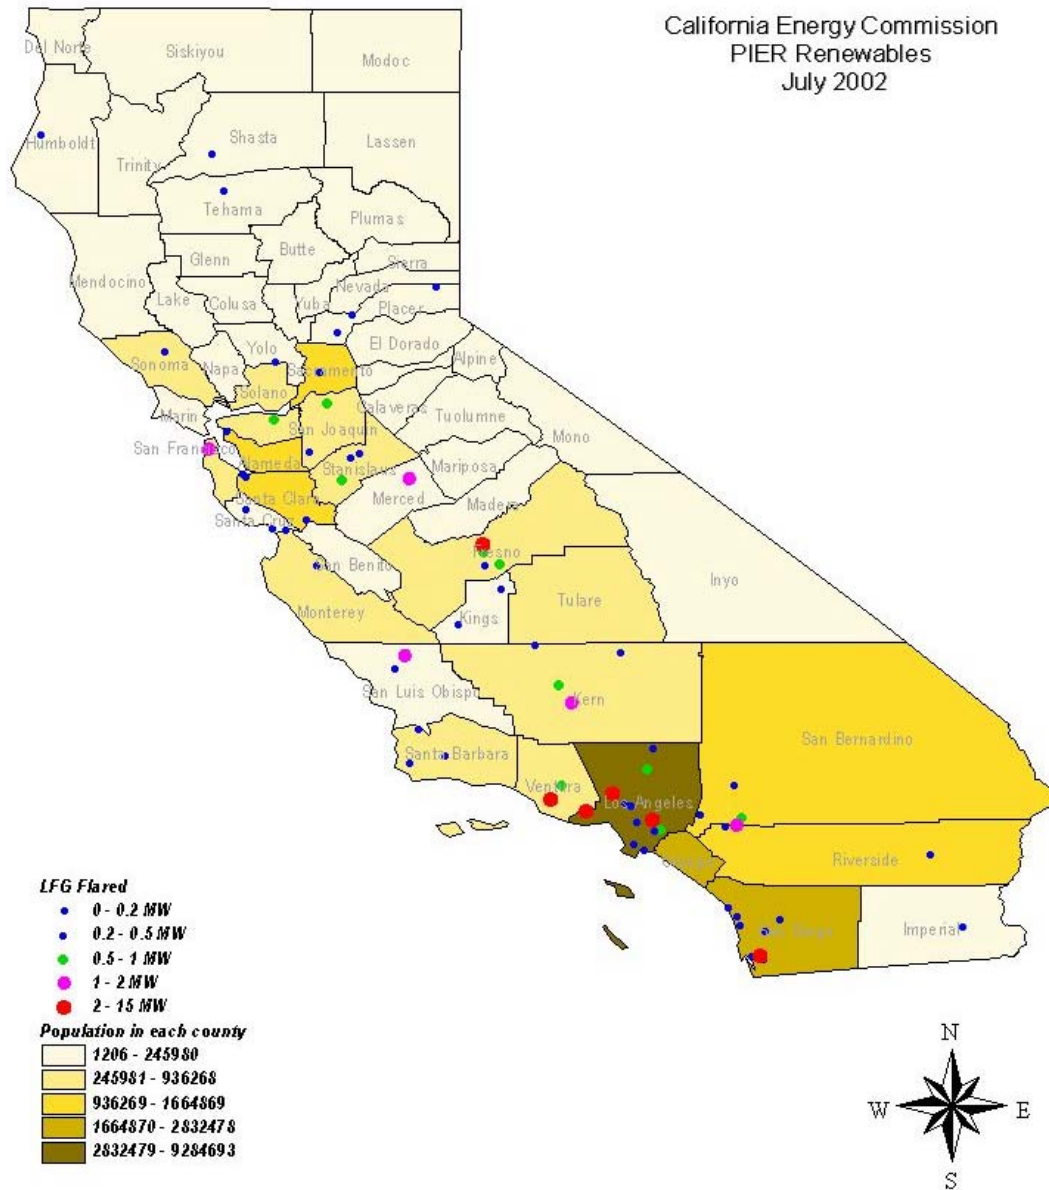 California Energy Commission
PIER Renewables
July 2002
Del Norte
Siskiyou
Modoc
Humboldt
Trinity
Shasta
Lassen
Tehama
Plumas
Mendocino
Glenn
Butte
Sierra
Lake
Colusa
Yuba
Nevada
Placer
Sonoma
Napa
Yolo
El Dorado
Alpine
Solano
Sacramento
Marin
Calaveras
Tuolumne
Mono
San Joaquin
San Francisco
Alameda
Stanislaus
Mariposa
Santa Clara
Merced
Madera
Santa Cruz
San Benito
Fresno
Inyo
Monterey
Kings
Tulare
San Luis Obispo
Kern
San Bernardino
Santa Barbara
Ventura
Los Angeles
Riverside
Imperial
LFG Flared
0 - 0.2 MW
0.2 - 0.5 MW
0.5 - 1 MW
1 - 2 MW
2 - 15 MW
Population in each county
1206 - 245980
245981 - 936268
936269 - 1664869
1664870 - 2832478
2832479 - 9284693
N
W
E
S